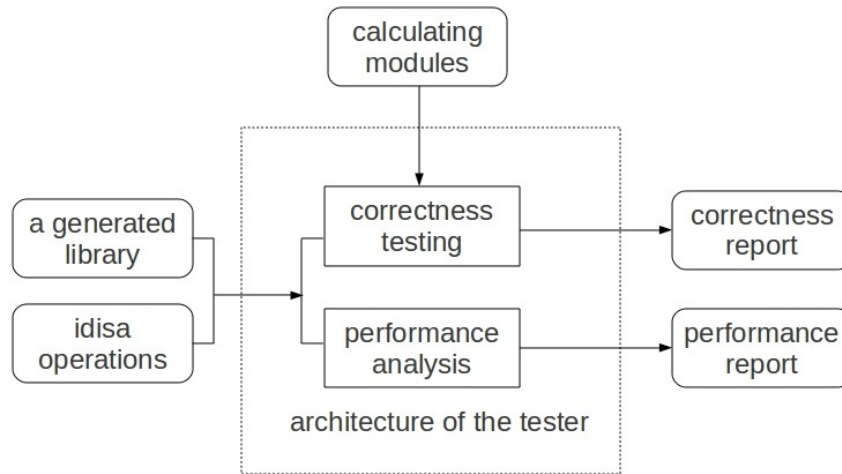 calculating
modules
a generated
library
idisa
operations
correctness
testing
performance
analysis
architecture of the tester
correctness
report
performance
report